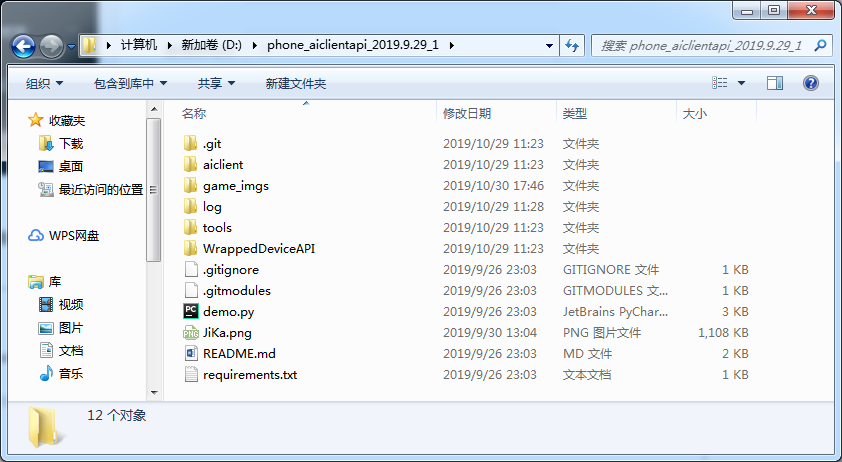 计算机 ▸ 新加卷 (D:) ▸ phone_aiclientapi_2019.9.29_1 ▸
搜索 phone_aiclientapi_2019.9.29_1
组织 包含到库中 共享 新建文件夹
收藏夹
下载
桌面
最近访问的位置
WPS网盘
库
视频
图片
文档
音乐
名称 修改日期 类型 大小
.git 2019/10/29 11:23 文件夹
aiclient 2019/10/29 11:23 文件夹
game_imgs 2019/10/30 17:46 文件夹
log 2019/10/29 11:28 文件夹
tools 2019/10/29 11:23 文件夹
WrappedDeviceAPI 2019/10/29 11:23 文件夹
.gitignore 2019/9/26 23:03 GITIGNORE 文件 1 KB
.gitmodules 2019/9/26 23:03 GITMODULES 文... 1 KB
PC demo.py 2019/9/26 23:03 JetBrains PyChar... 3 KB
PNG JiKa.png 2019/9/30 13:04 PNG 图片文件 1,108 KB
README.md 2019/9/26 23:03 MD 文件 2 KB
requirements.txt 2019/9/26 23:03 文本文档 1 KB
12 个对象